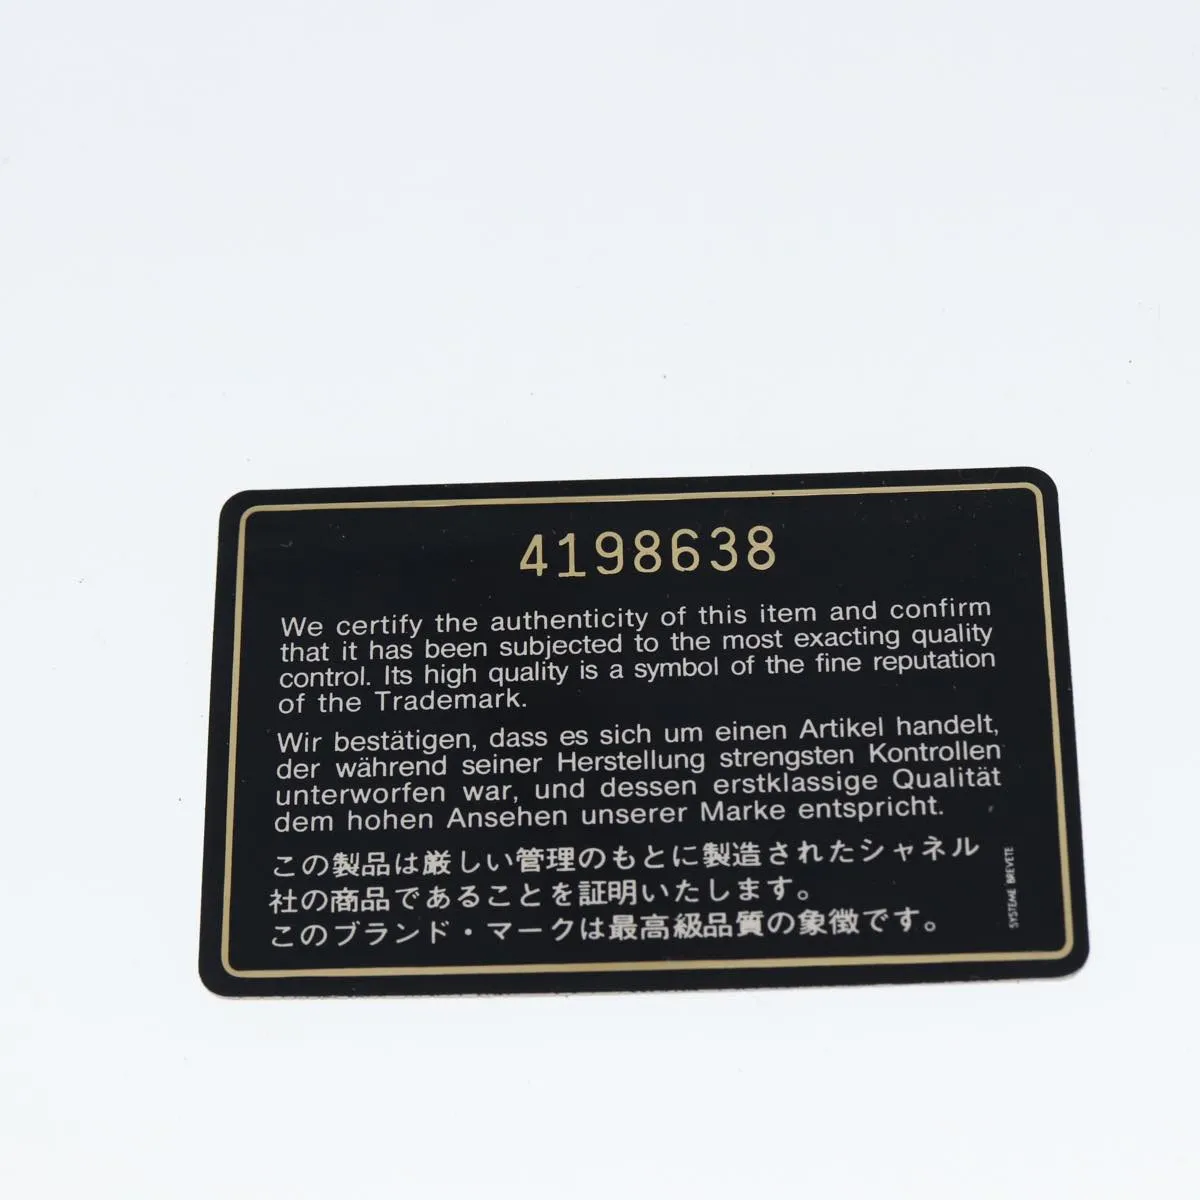 4198638
We certify the authenticity of this item and confirm
that it has been subjected to the most exacting quality
control. Its high quality is a symbol of the fine reputation
of the Trademark.
Wir bestätigen, dass es sich um einen Artikel handelt,
der während seiner Herstellung strengsten Kontrollen
unterworfen war, und dessen erstklassige Qualität
dem hohen Ansehen unserer Marke entspricht.
この製品は厳しい管理のもとに製造されたシャネル
社の商品であることを証明いたします。
このブランド・マークは最高級品質の象徴です。
SYSTEME BREVETE